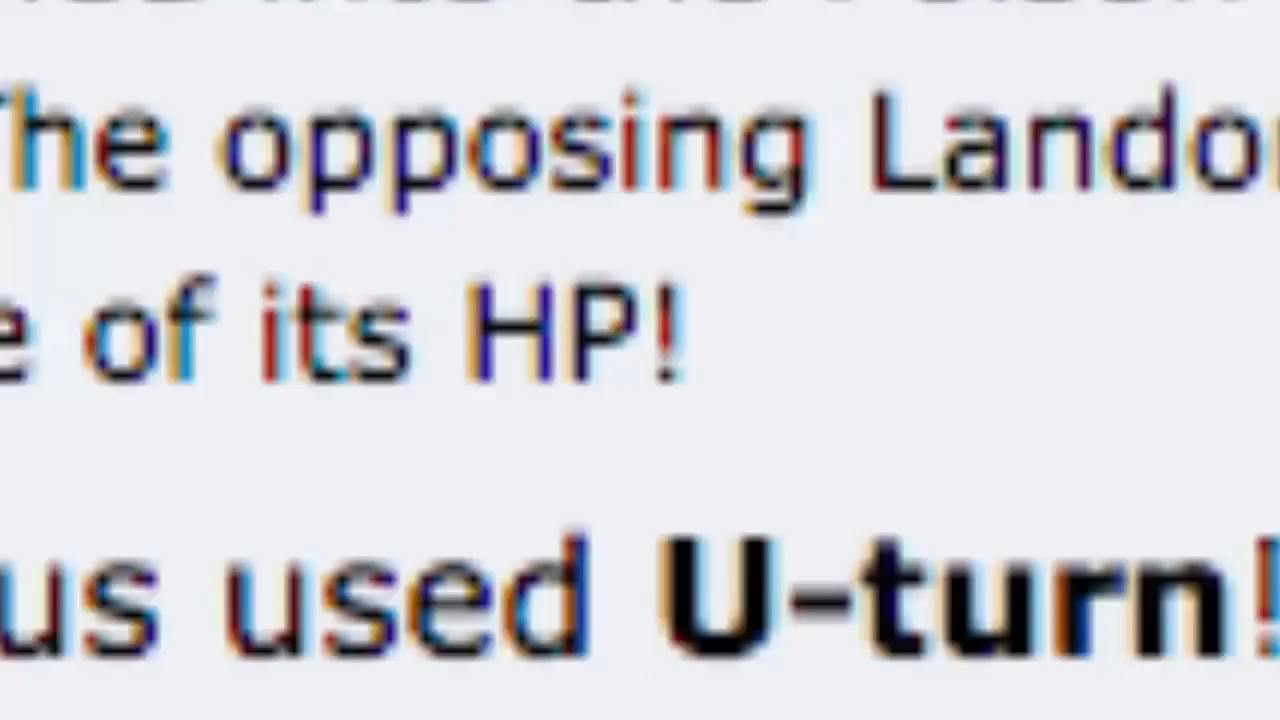 The opposing Lando
e of its HP!
us used U-turn!